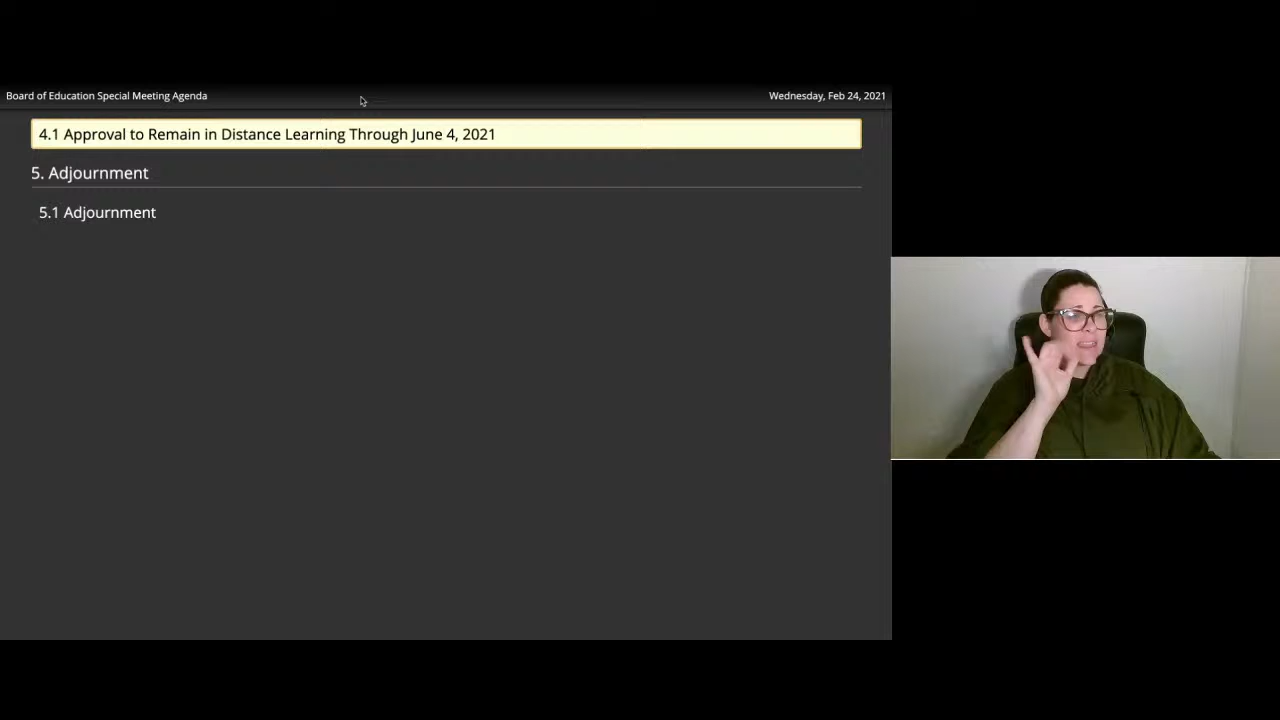 Board of Education Special Meeting Agenda
Wednesday, Feb 24, 2021
4.1 Approval to Remain in Distance Learning Through June 4, 2021
5. Adjournment
5.1 Adjournment